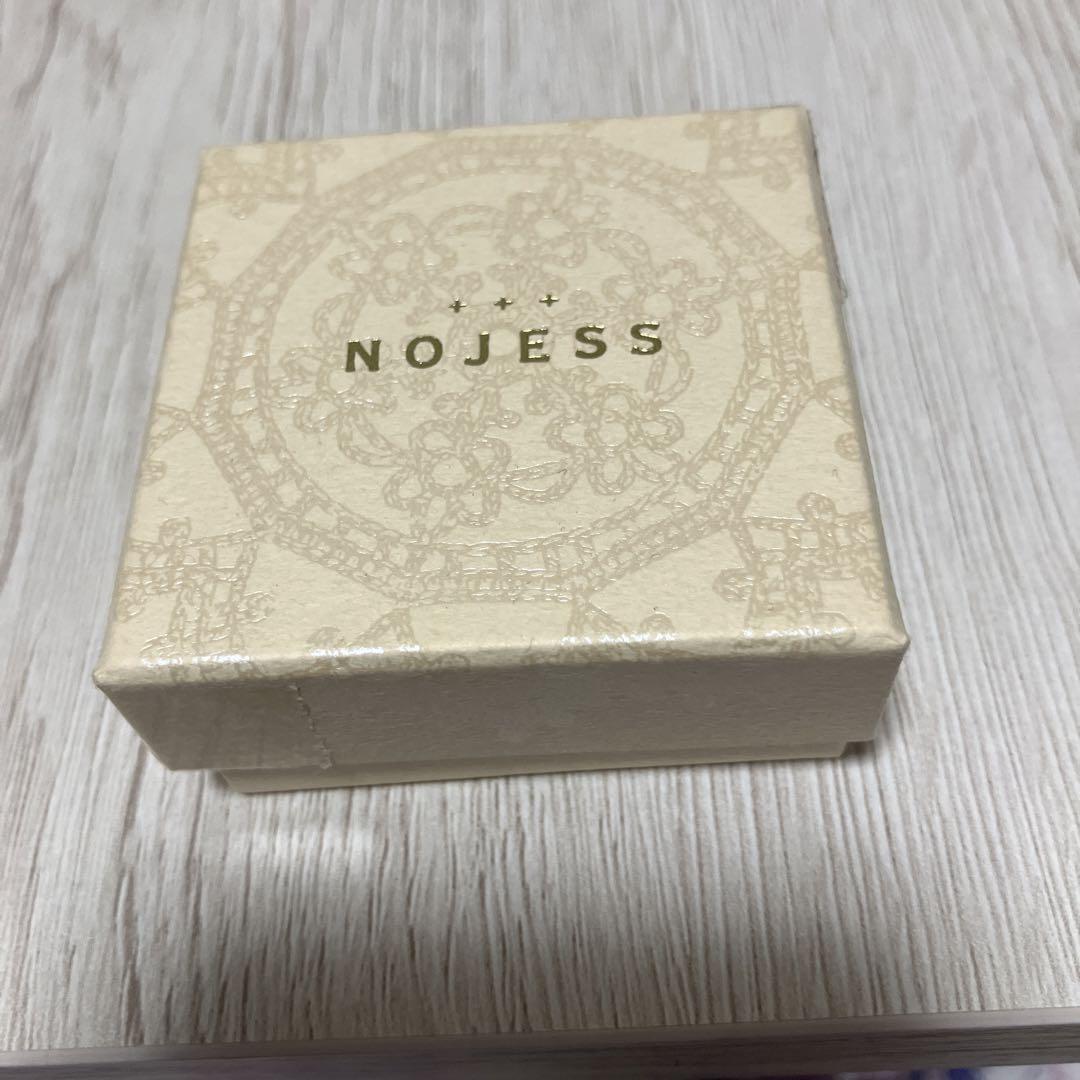 + + +
NOJESS